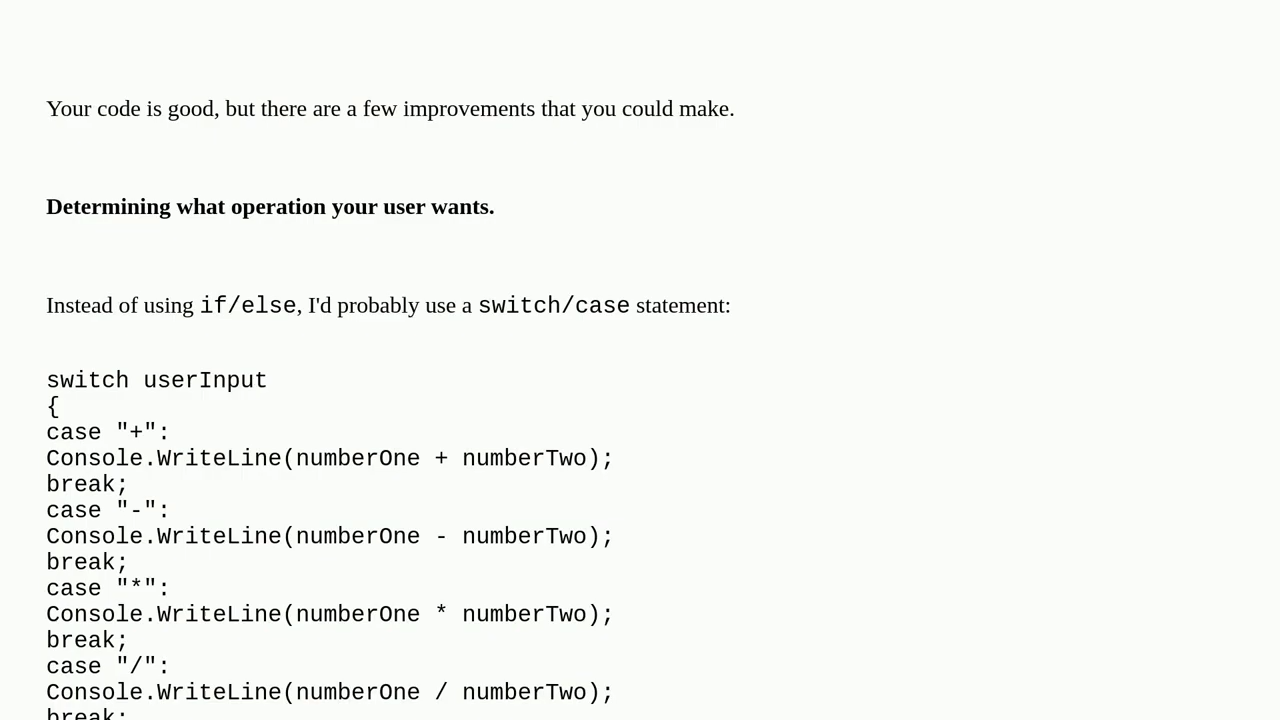 Your code is good, but there are a few improvements that you could make.
Determining what operation your user wants.
Instead of using if/else, I'd probably use a switch/case statement:
switch userInput
{
case "+":
Console.WriteLine(numberOne + numberTwo);
break;
case "-":
Console.WriteLine(numberOne - numberTwo);
break;
case "*":
Console.WriteLine(numberOne * numberTwo);
break;
case "/":
Console.WriteLine(numberOne / numberTwo);
break;